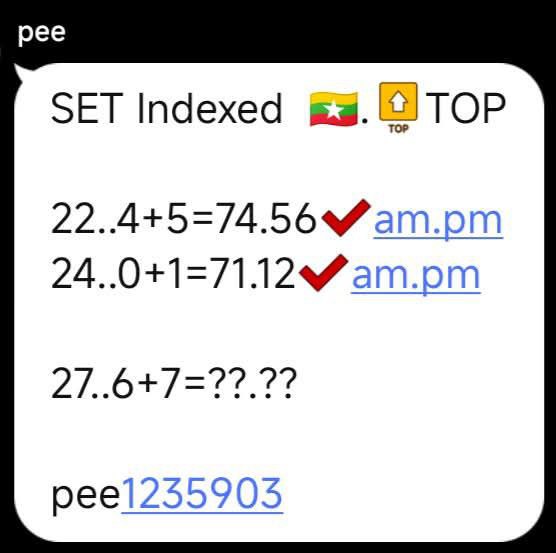 pee
SET Indexed 🇲🇲.🔝TOP
22..4+5=74.56✔am.pm
24..0+1=71.12✔am.pm
27..6+7=??.??
pee1235903